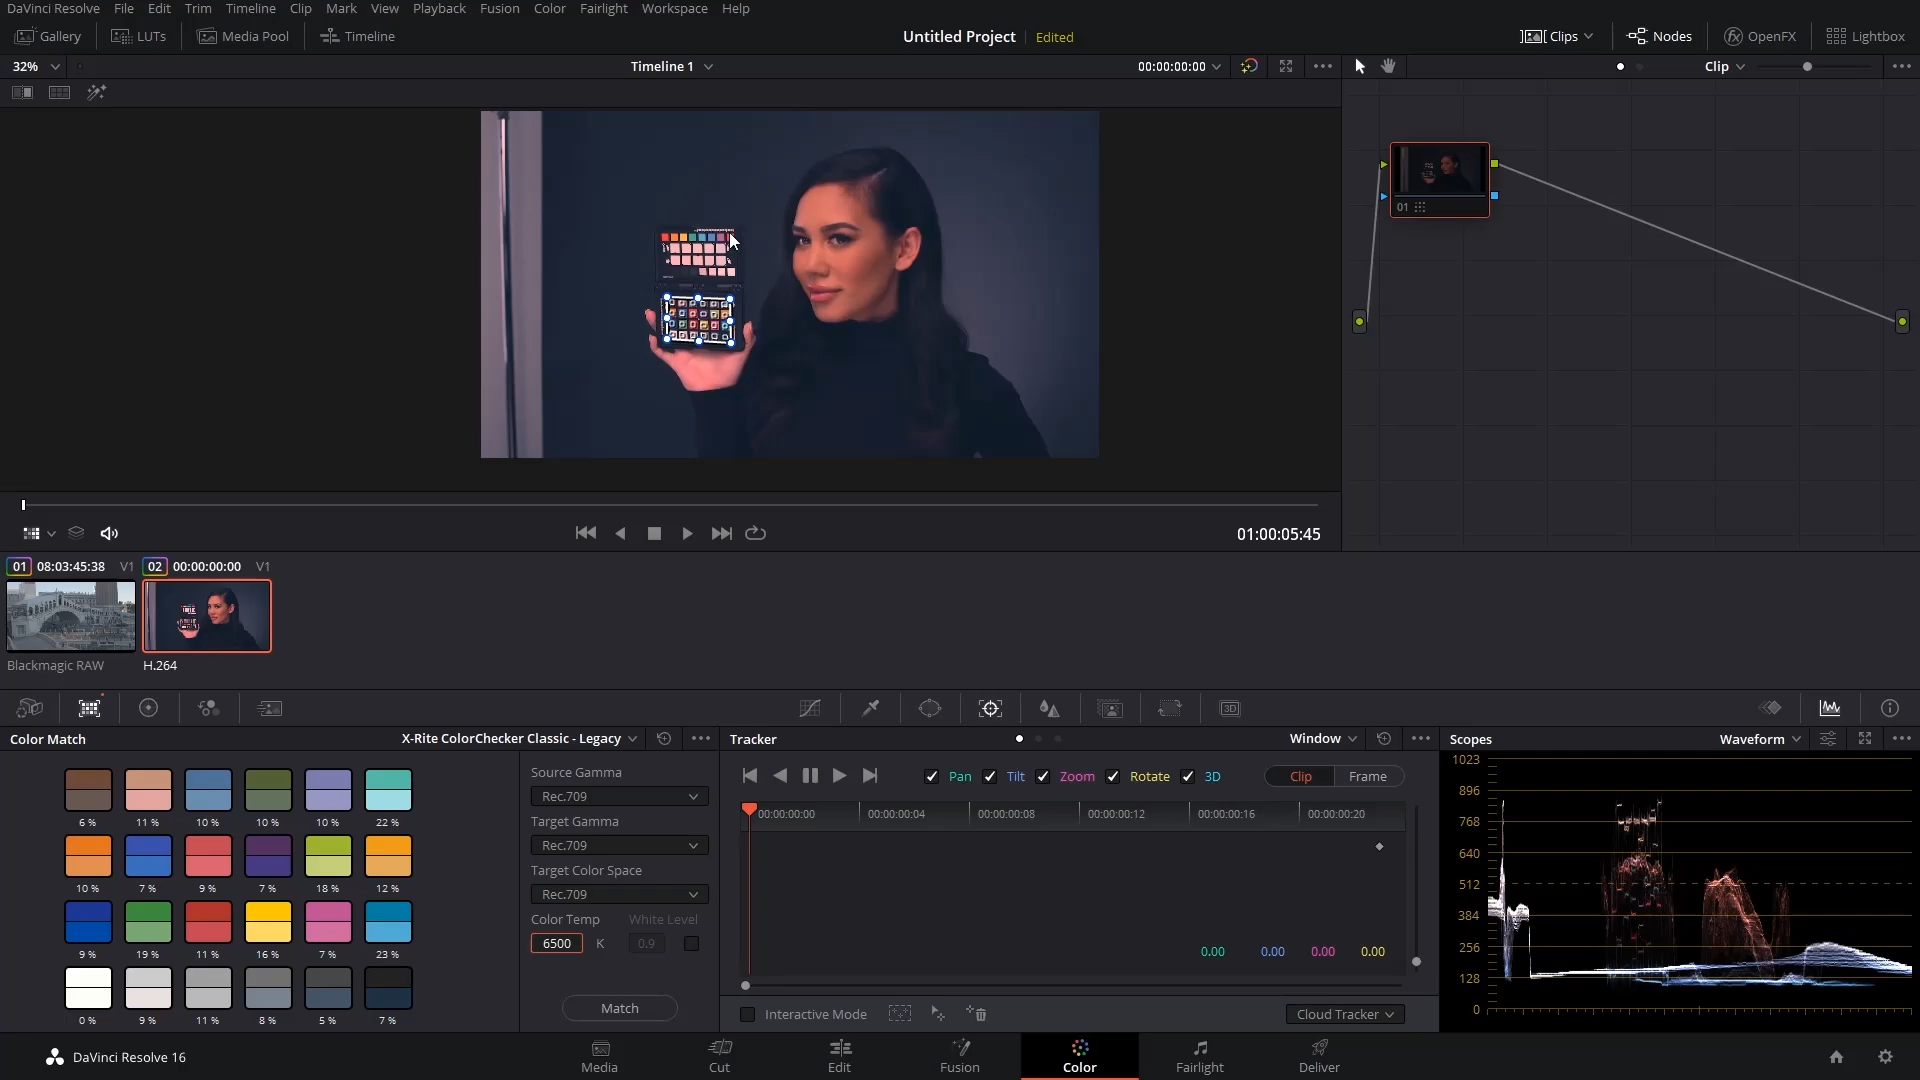 DaVinci Resolve File Edit Trim Timeline Clip Mark View Playback Fusion Color Fairlight Workspace Help
Gallery LUTs Media Pool Timeline Untitled Project Edited Clips Nodes OpenFX Lightbox
32% Timeline 1 00:00:00:00 Clip
01
01:00:05:45
01 08:03:45:38 V1 02 00:00:00:00 V1
Blackmagic RAW H.264
3D
Color Match X-Rite ColorChecker Classic - Legacy Tracker Window Scopes Waveform
6 % 11 % 10 % 10 % 10 % 22 %
10 % 7 % 9 % 7 % 18 % 12 %
9 % 19 % 11 % 16 % 7 % 23 %
0 % 9 % 11 % 8 % 5 % 7 %
Source Gamma
Rec.709
Target Gamma
Rec.709
Target Color Space
Rec.709
Color Temp White Level
6500 K 0.9
Match
Pan Tilt Zoom Rotate 3D Clip Frame
00:00:00:00 00:00:00:04 00:00:00:08 00:00:00:12 00:00:00:16 00:00:00:20
0.00 0.00 0.00 0.00
Interactive Mode Cloud Tracker
1023
896
768
640
512
384
256
128
0
DaVinci Resolve 16 Media Cut Edit Fusion Color Fairlight Deliver